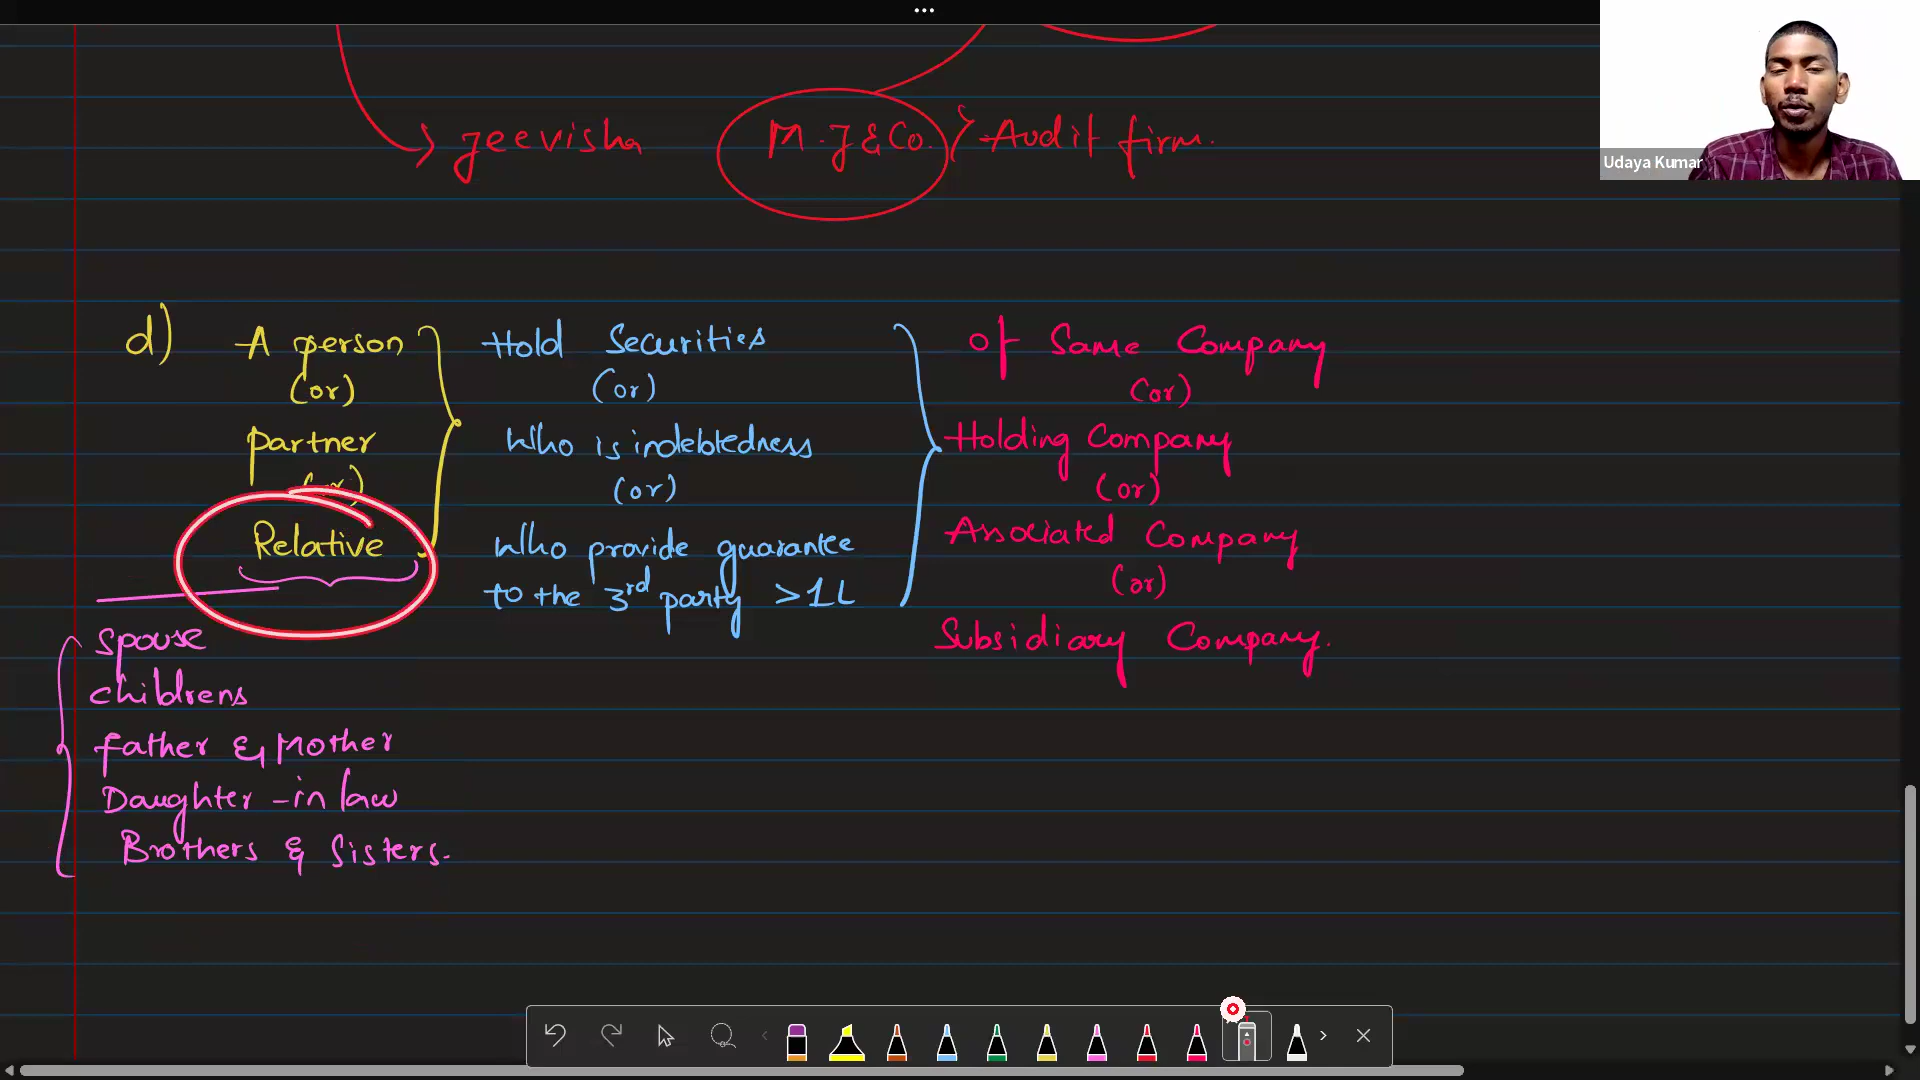 Jeevisha M.J & Co. Audit firm.
Udaya Kumar
d) A person Hold Securities of Same Company
(or) (or) (or)
partner Who is indebtedness Holding Company
(or) (or) (or)
Relative Who provide guarantee Associated Company
to the 3rd party >1L (or)
Spouse Subsidiary Company.
childrens
Father & Mother
Daughter-in law
Brothers & Sisters.